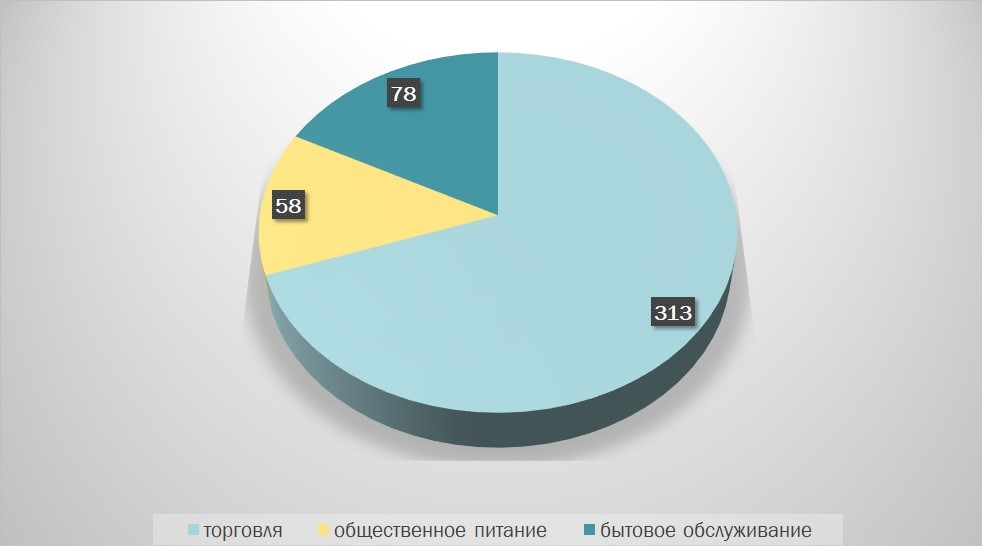 78
58
313
торговля общественное питание бытовое обслуживание